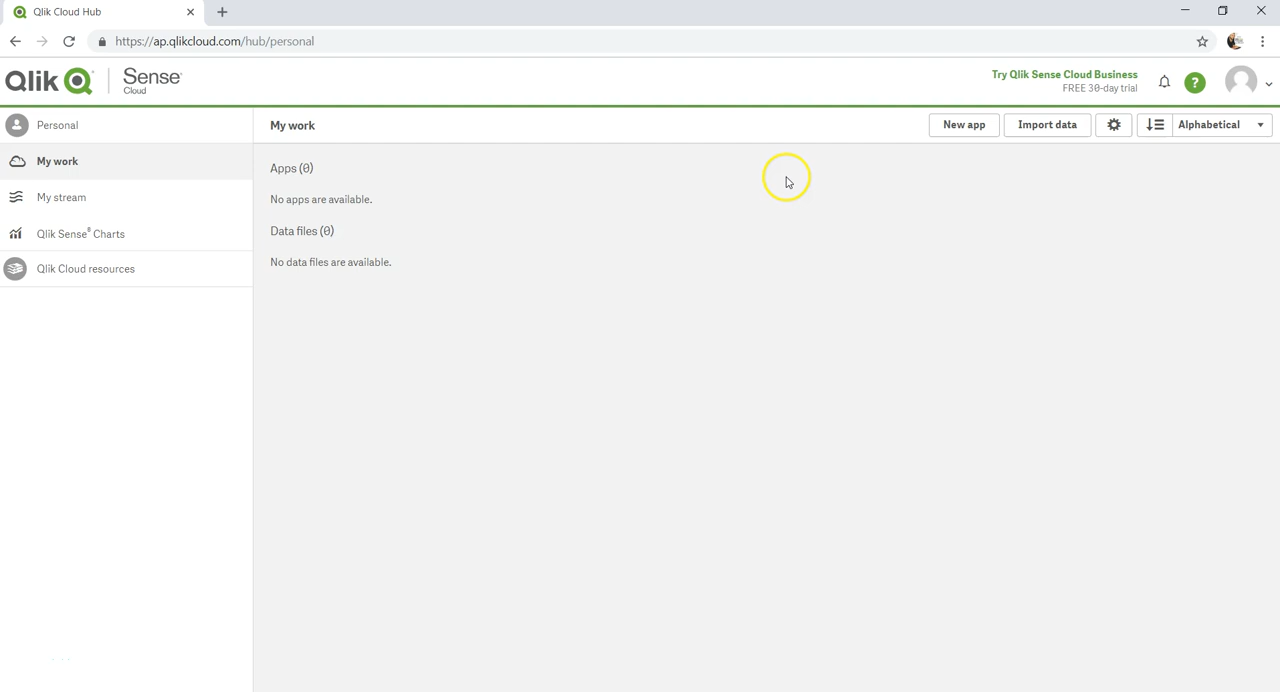 Qlik Cloud Hub
https://ap.qlikcloud.com/hub/personal
Qlik Sense® Cloud
Try Qlik Sense Cloud Business
FREE 30-day trial
?
Personal
My work
New app
Import data
Alphabetical
My work
Apps (0)
My stream
No apps are available.
Qlik Sense® Charts
Data files (0)
Qlik Cloud resources
No data files are available.